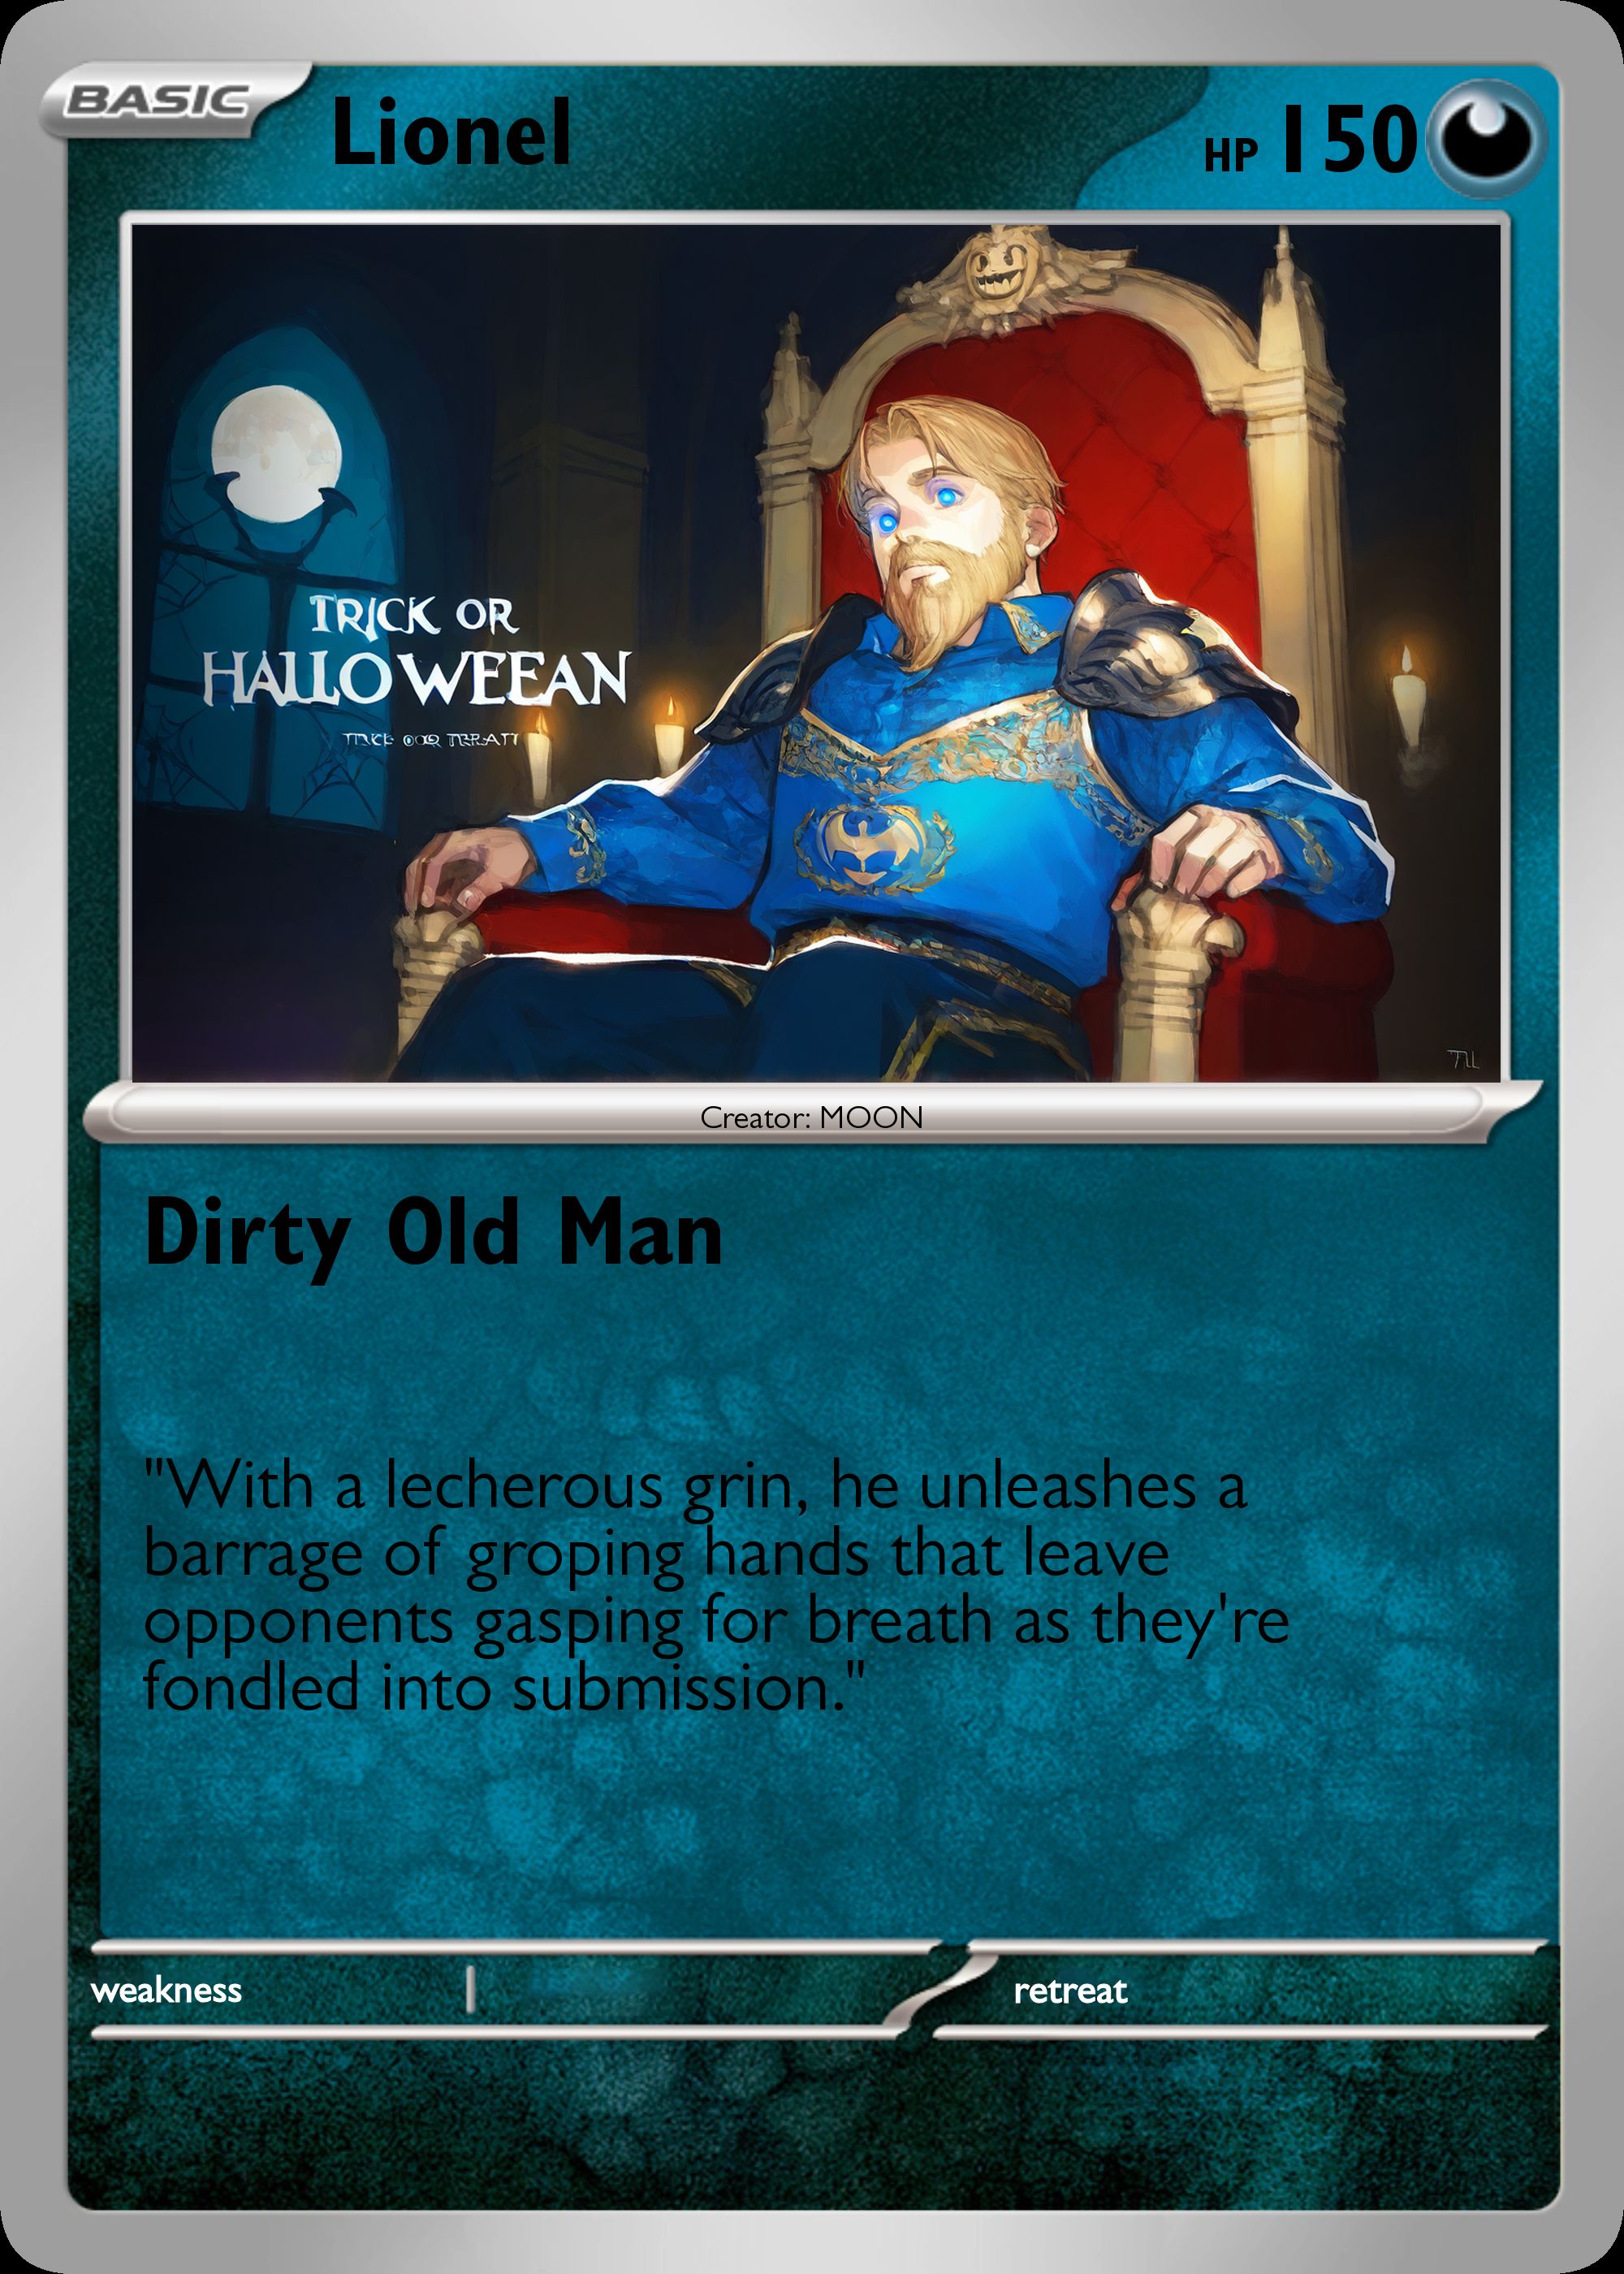 BASIC
Lionel
HP 150
TRICK OR
HALLOWEEAN
Creator: MOON
Dirty Old Man
"With a lecherous grin, he unleashes a
barrage of groping hands that leave
opponents gasping for breath as they're
fondled into submission."
weakness
retreat